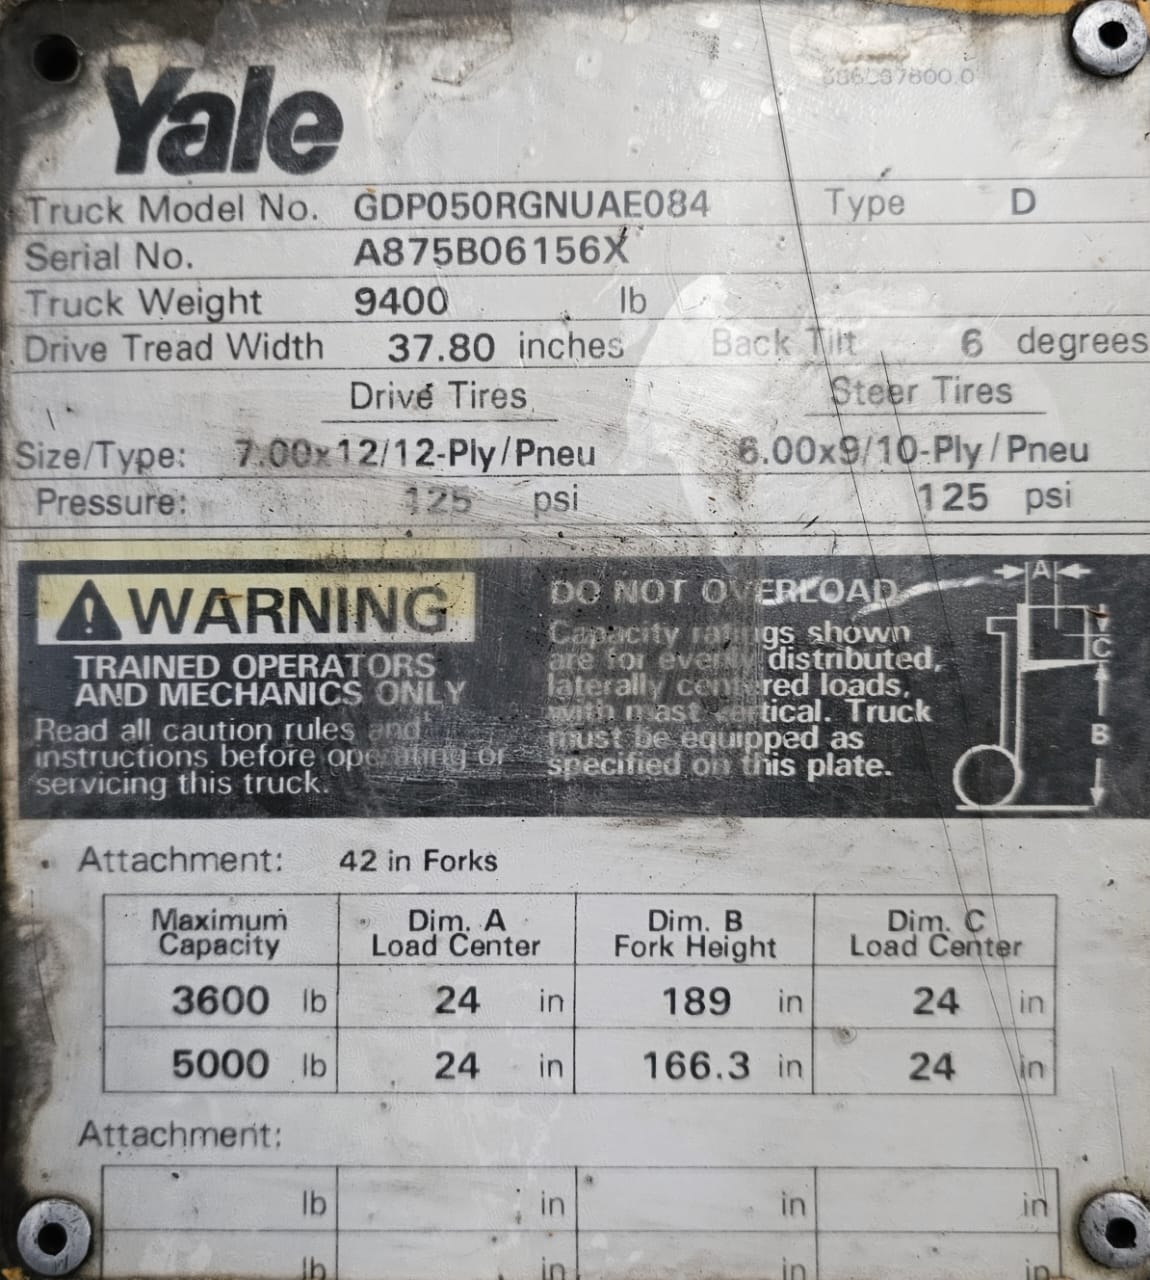 Yale
Truck Model No. GDP050RGNUAE084 Type D
Serial No. A875B06156X
Truck Weight 9400 lb
Drive Tread Width 37.80 inches Back Tilt 6 degrees
Drive Tires Steer Tires
Size/Type: 7.00x12/12-Ply/Pneu 6.00x9/10-Ply/Pneu
Pressure: 125 psi 125 psi
WARNING
TRAINED OPERATORS
AND MECHANICS ONLY
Read all caution rules and
instructions before operating or
servicing this truck.
DO NOT OVERLOAD
Capacity ratings shown
are for evenly distributed,
laterally centered loads,
with mast vertical. Truck
must be equipped as
specified on this plate.
A
C
B
Attachment: 42 in Forks
Maximum Capacity Dim. A Load Center Dim. B Fork Height Dim. C Load Center
3600 lb 24 in 189 in 24 in
5000 lb 24 in 166.3 in 24 in
Attachment:
lb in in in
lb in in in